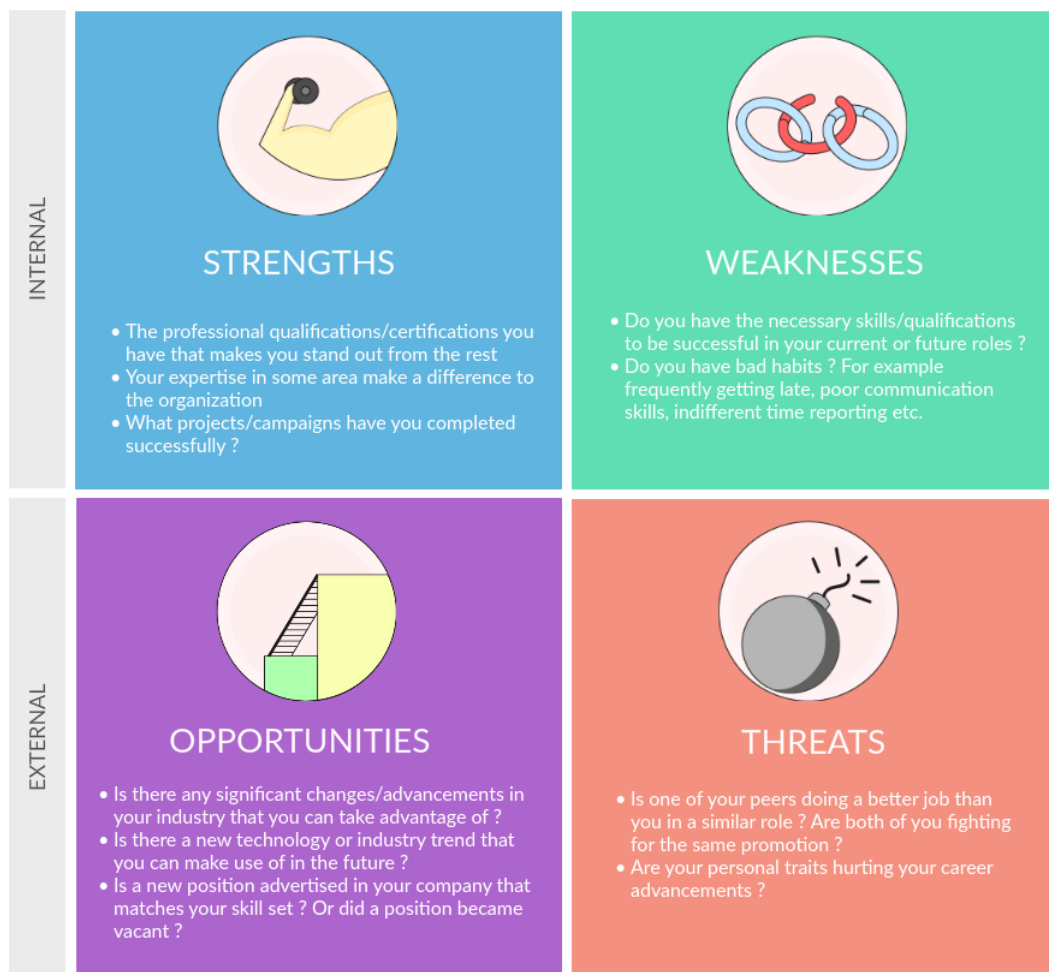 INTERNAL
STRENGTHS
• The professional qualifications/certifications you
have that makes you stand out from the rest
• Your expertise in some area make a difference to
the organization
• What projects/campaigns have you completed
successfully ?
WEAKNESSES
• Do you have the necessary skills/qualifications
to be successful in your current or future roles ?
• Do you have bad habits ? For example
frequently getting late, poor communication
skills, indifferent time reporting etc.
EXTERNAL
OPPORTUNITIES
• Is there any significant changes/advancements in
your industry that you can take advantage of ?
• Is there a new technology or industry trend that
you can make use of in the future ?
• Is a new position advertised in your company that
matches your skill set ? Or did a position became
vacant ?
THREATS
• Is one of your peers doing a better job than
you in a similar role ? Are both of you fighting
for the same promotion ?
• Are your personal traits hurting your career
advancements ?